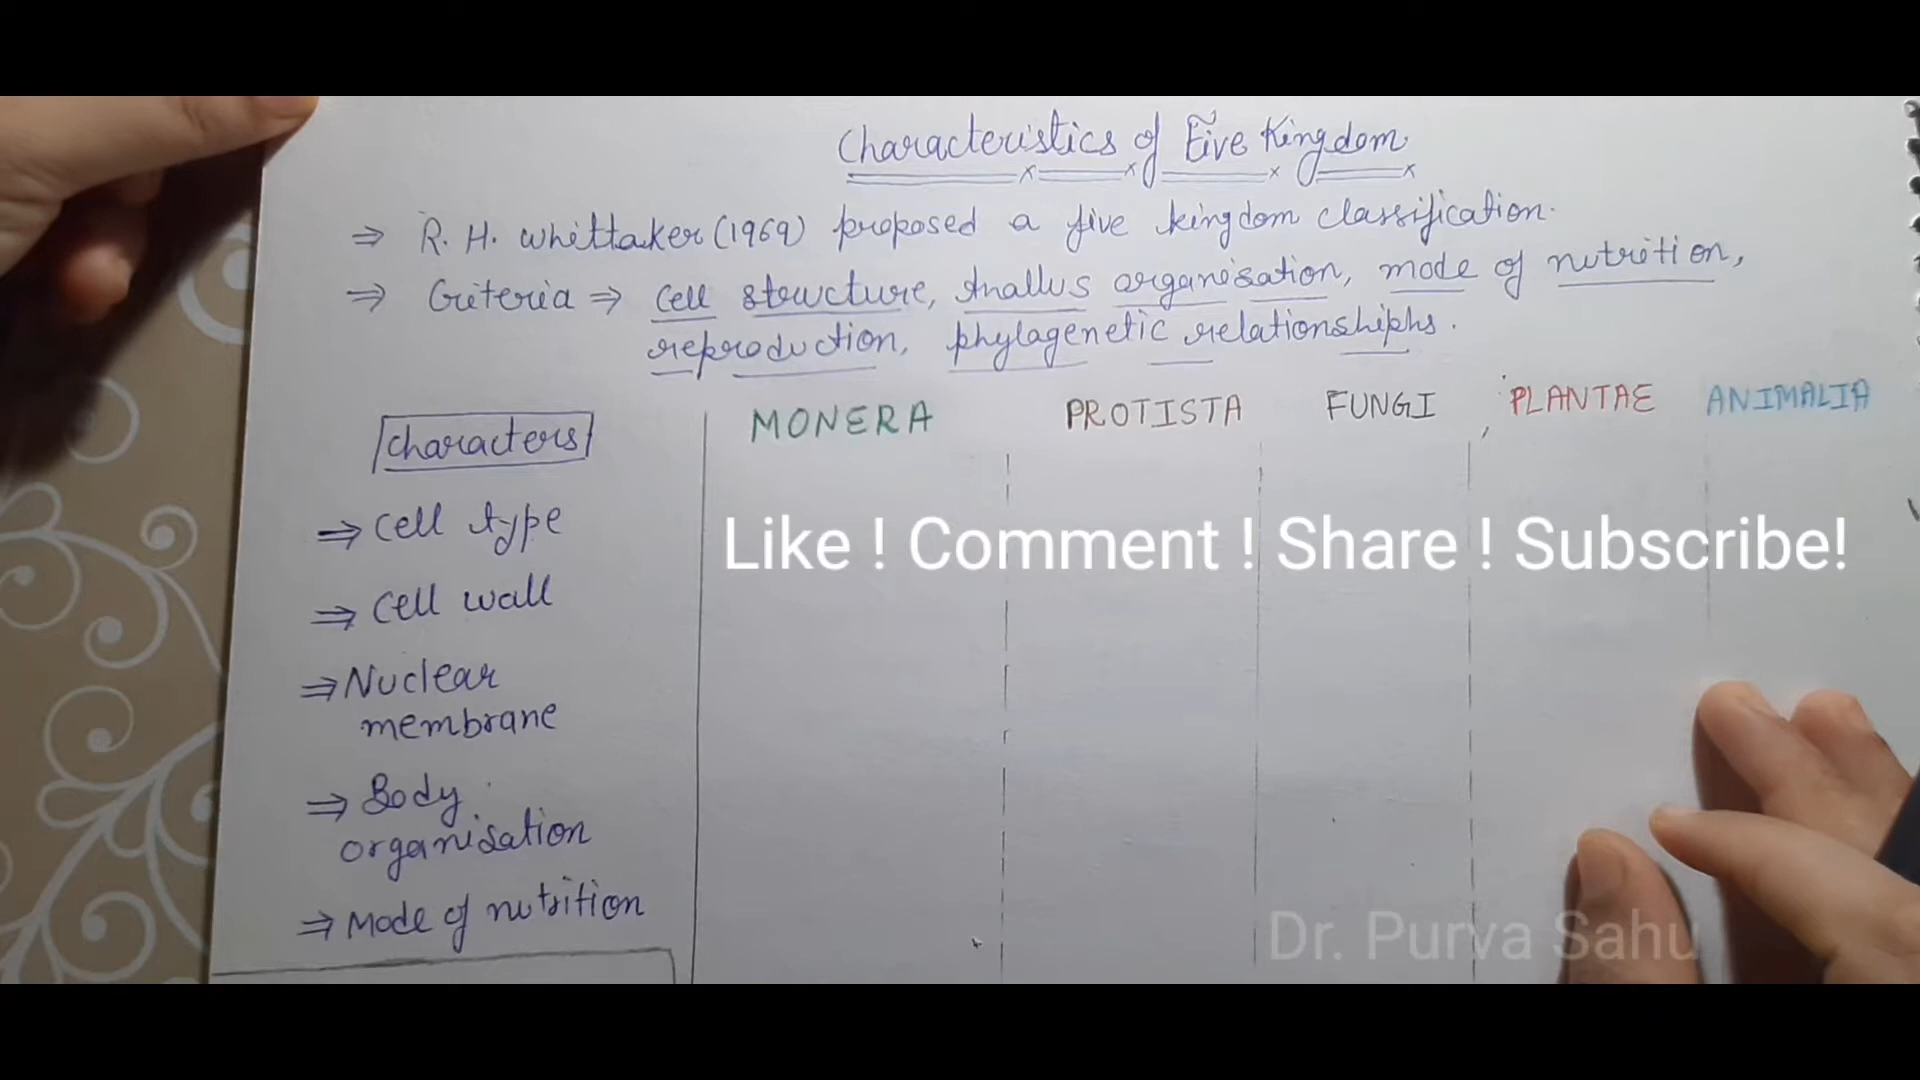 Characteristics of Five Kingdom
⇒ R. H. Whittaker (1969) proposed a five kingdom classification.
⇒ Criteria ⇒ Cell structure, thallus organisation, mode of nutrition,
reproduction, phylagenetic relationshiphs.
characters
MONERA
PROTISTA
FUNGI
PLANTAE
ANIMALIA
⇒ Cell type
⇒ Cell wall
⇒ Nuclear
membrane
⇒ Body
organisation
⇒ Mode of nutrition
Like ! Comment ! Share ! Subscribe!
Dr. Purva Sahu